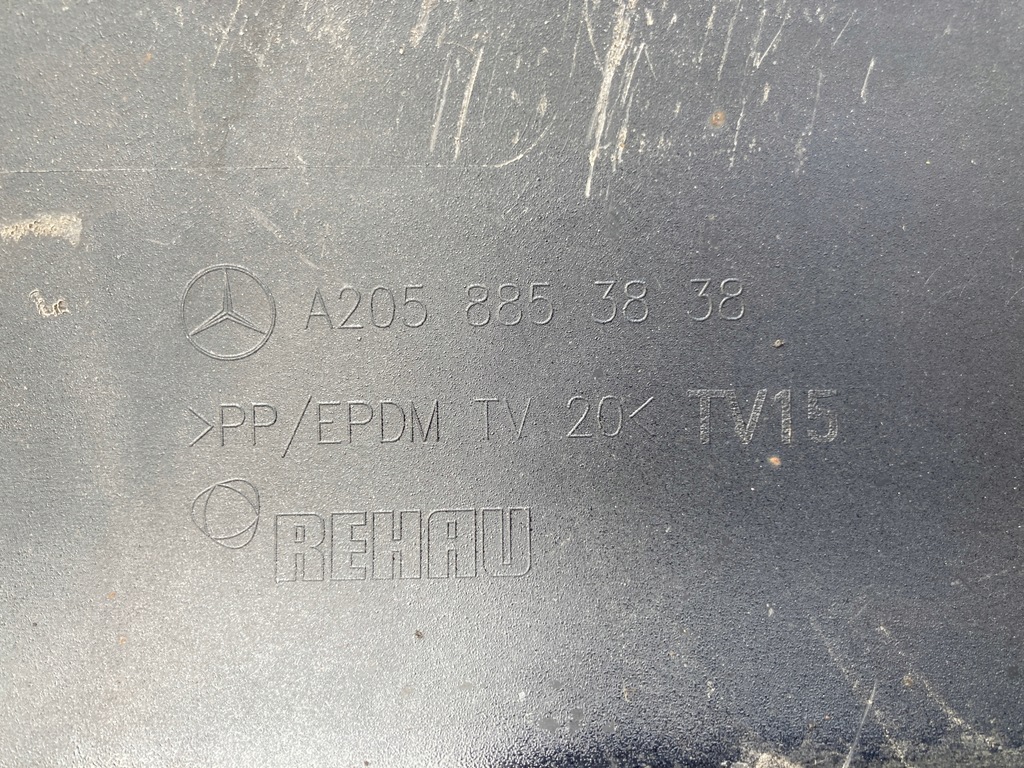 A205 885 38 38
>PP/EPDM TV 20< TV15
REHAU